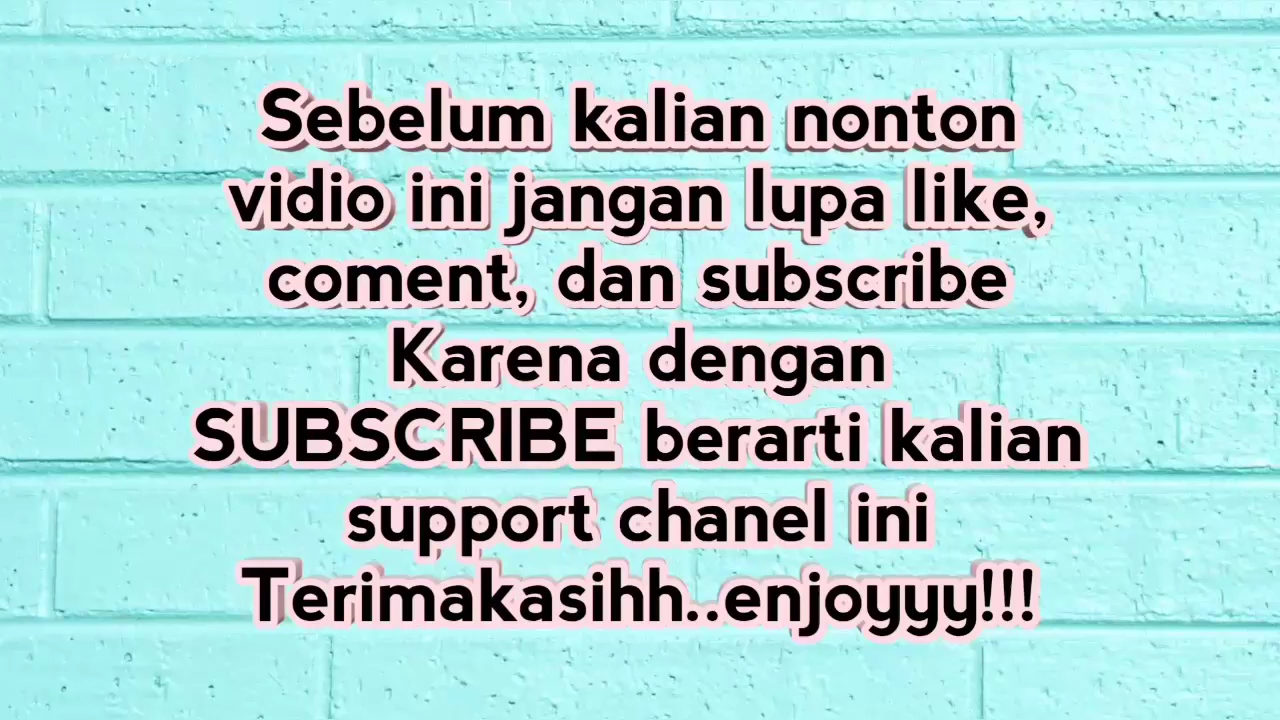 Sebelum kalian nonton
vidio ini jangan lupa like,
coment, dan subscribe
Karena dengan
SUBSCRIBE berarti kalian
support chanel ini
Terimakasihh..enjoyyy!!!